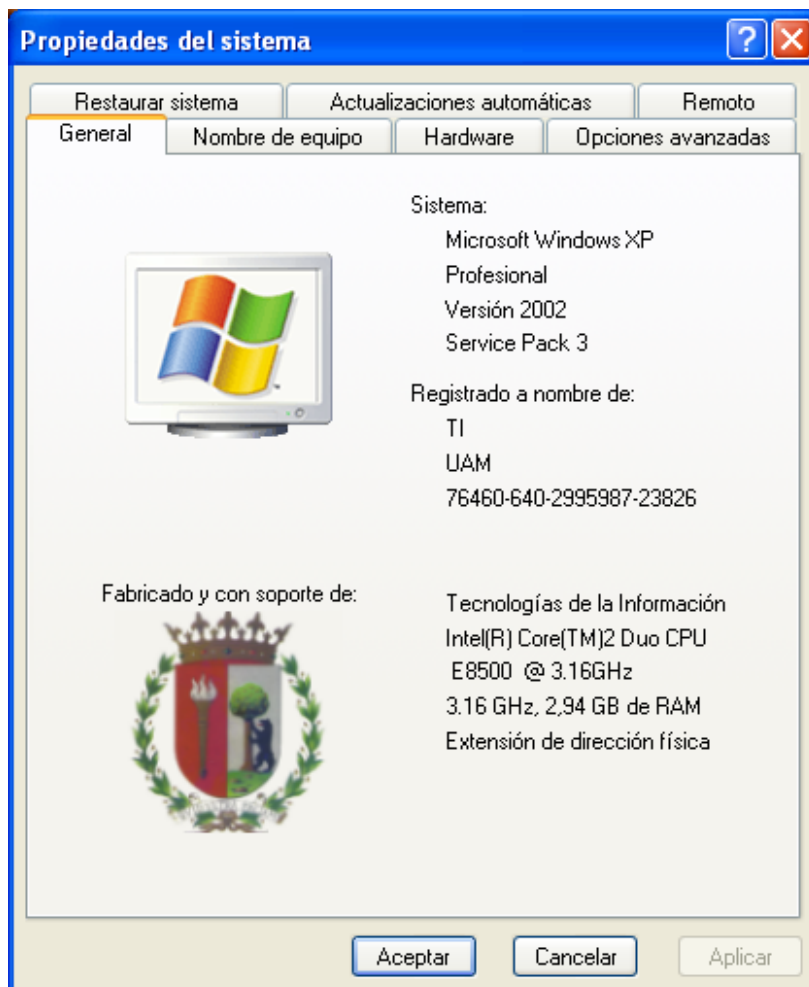 Propiedades del sistema
Restaurar sistema
Actualizaciones automáticas
Remoto
General
Nombre de equipo
Hardware
Opciones avanzadas
Sistema:
Microsoft Windows XP
Profesional
Versión 2002
Service Pack 3
Registrado a nombre de:
TI
UAM
76460-640-2995987-23826
Fabricado y con soporte de:
Tecnologías de la Información
Intel(R) Core(TM)2 Duo CPU
E8500 @ 3.16GHz
3.16 GHz, 2,94 GB de RAM
Extensión de dirección física
Aceptar
Cancelar
Aplicar